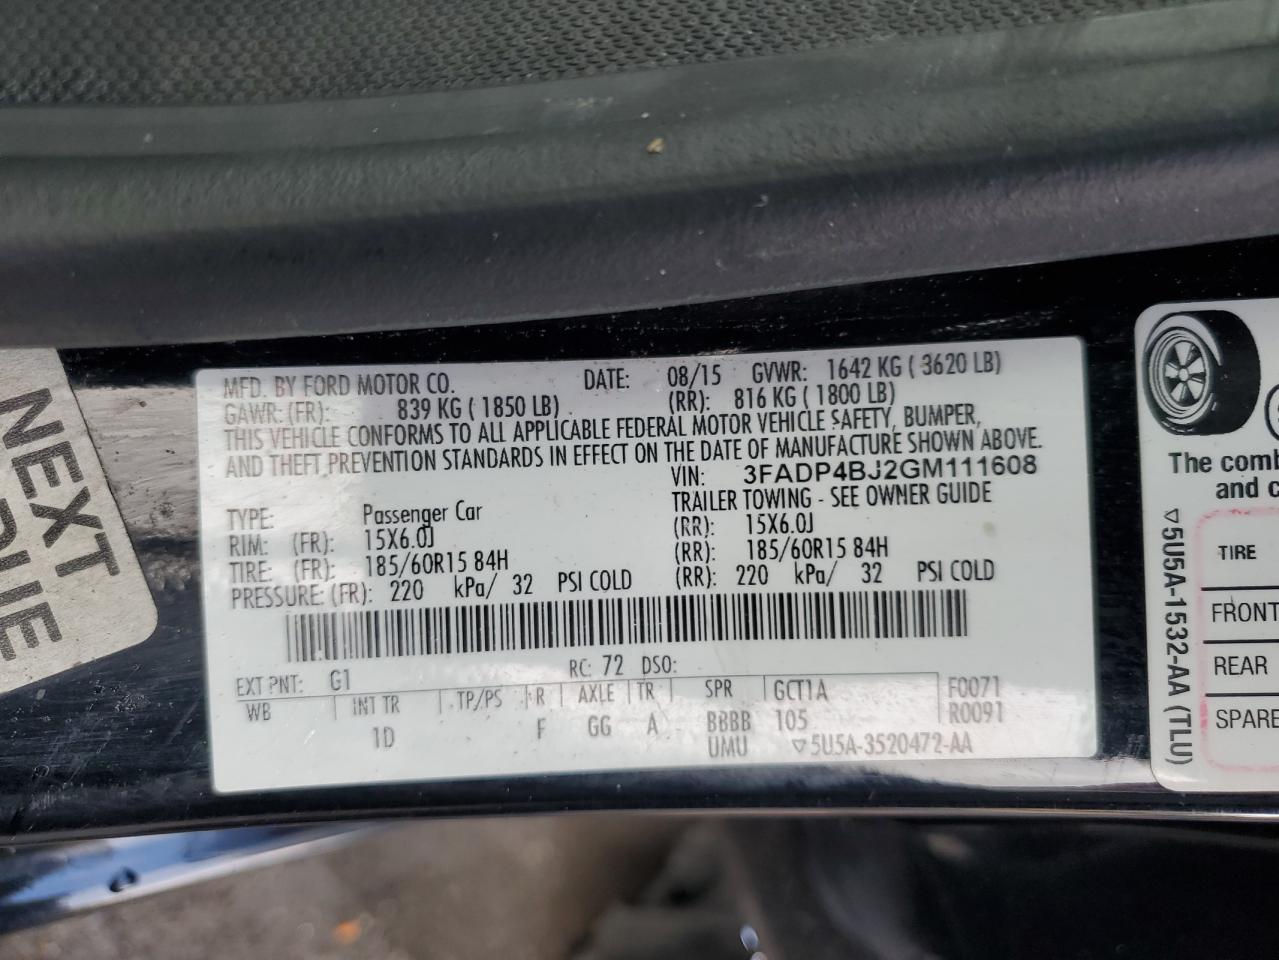 NEXT
DUE
MFD. BY FORD MOTOR CO. DATE: 08/15 GVWR: 1642 KG ( 3620 LB)
GAWR: (FR): 839 KG ( 1850 LB) (RR): 816 KG ( 1800 LB)
THIS VEHICLE CONFORMS TO ALL APPLICABLE FEDERAL MOTOR VEHICLE SAFETY, BUMPER,
AND THEFT PREVENTION STANDARDS IN EFFECT ON THE DATE OF MANUFACTURE SHOWN ABOVE.
VIN: 3FADP4BJ2GM111608
TYPE: Passenger Car TRAILER TOWING - SEE OWNER GUIDE
RIM: (FR): 15X6.0J (RR): 15X6.0J
TIRE: (FR): 185/60R15 84H (RR): 185/60R15 84H
PRESSURE: (FR): 220 kPa/ 32 PSI COLD (RR): 220 kPa/ 32 PSI COLD
EXT PNT: G1 RC: 72 DSO:
WB INT TR TP/PS R AXLE TR SPR GCT1A F0071
1D F GG A BBBB 105 R0091
UMU ▽5U5A-3520472-AA
The comb
and c
▽5U5A-1532-AA (TLU)
TIRE
FRONT
REAR
SPARE